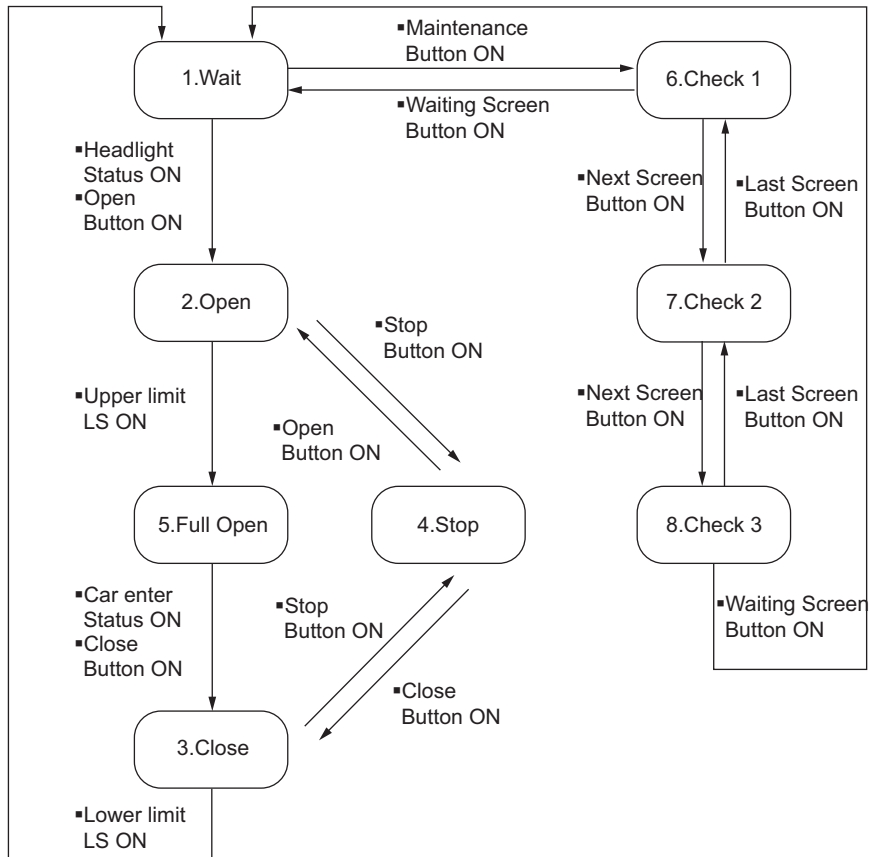 ▪Maintenance
Button ON
1.Wait
6.Check 1
▪Waiting Screen
Button ON
▪Headlight
Status ON
▪Open
Button ON
▪Next Screen
Button ON
▪Last Screen
Button ON
2.Open
7.Check 2
▪Stop
Button ON
▪Upper limit
LS ON
▪Open
Button ON
▪Next Screen
Button ON
▪Last Screen
Button ON
5.Full Open
4.Stop
8.Check 3
▪Car enter
Status ON
▪Close
Button ON
▪Stop
Button ON
▪Waiting Screen
Button ON
▪Close
Button ON
3.Close
▪Lower limit
LS ON